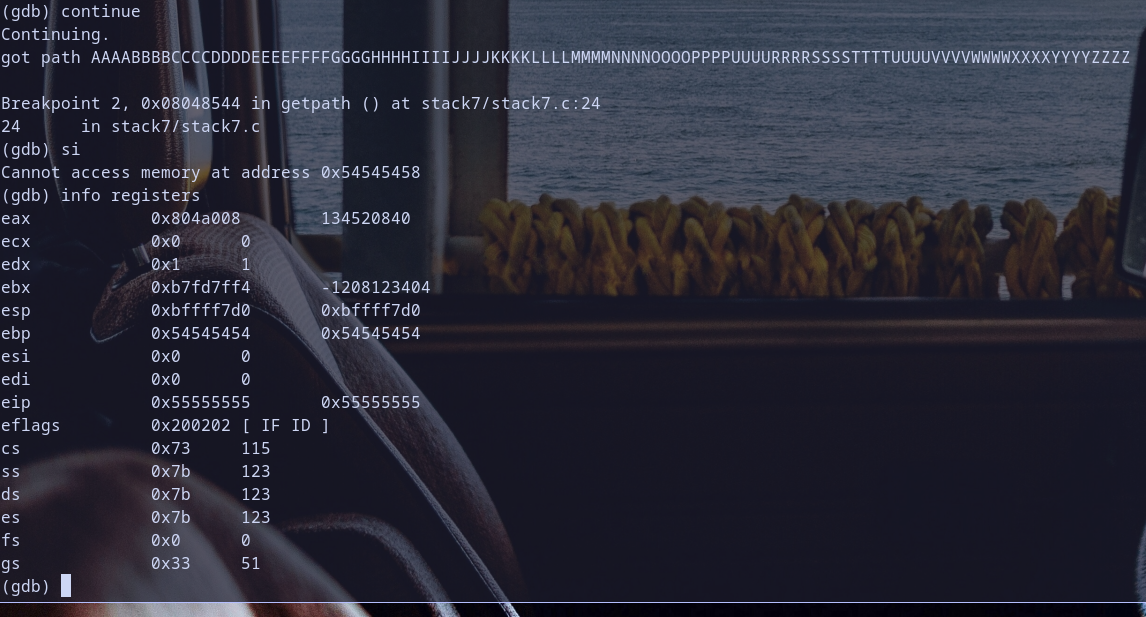 (gdb) continue
Continuing.
got path AAAABBBBCCCCDDDDEEEEFFFFGGGGHHHHIIIIJJJJKKKKLLLLMMMMNNNNOOOOPPPPUUUURRRRSSSSTTTTUUUUVVVVWWWWXXXXYYYYZZZZ
Breakpoint 2, 0x08048544 in getpath () at stack7/stack7.c:24
24      in stack7/stack7.c
(gdb) si
Cannot access memory at address 0x54545458
(gdb) info registers
eax            0x804a008        134520840
ecx            0x0      0
edx            0x1      1
ebx            0xb7fd7ff4       -1208123404
esp            0xbffff7d0       0xbffff7d0
ebp            0x54545454       0x54545454
esi            0x0      0
edi            0x0      0
eip            0x55555555       0x55555555
eflags         0x200202 [ IF ID ]
cs             0x73     115
ss             0x7b     123
ds             0x7b     123
es             0x7b     123
fs             0x0      0
gs             0x33     51
(gdb)